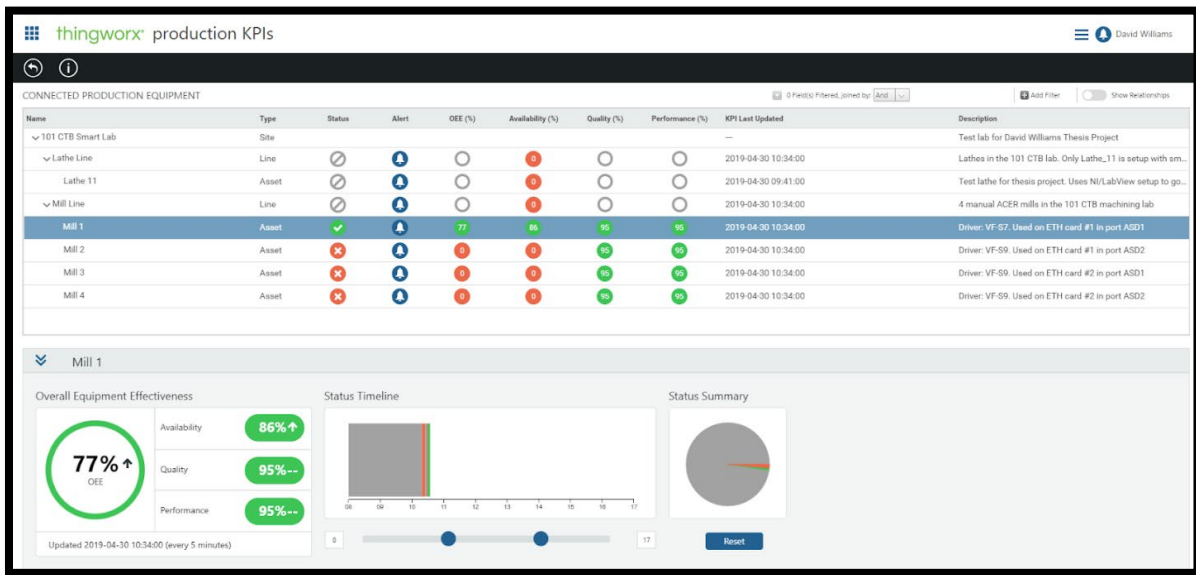 thingworx production KPIs
David Williams
CONNECTED PRODUCTION EQUIPMENT
0 Field(s) Filtered, joined by: And
Add Filter
Show Relationships
Name Type Status Alert OEE (%) Availability (%) Quality (%) Performance (%) KPI Last Updated Description
101 CTB Smart Lab Site — Test lab for David Williams Thesis Project
Lathe Line Line 0 2019-04-30 10:34:00 Lathes in the 101 CTB lab. Only Lathe_11 is setup with sm...
Lathe 11 Asset 0 2019-04-30 09:41:00 Test lathe for thesis project. Uses NI/LabView setup to go...
Mill Line Line 0 2019-04-30 10:34:00 4 manual ACER mills in the 101 CTB machining lab
Mill 1 Asset 77 86 95 95 2019-04-30 10:34:00 Driver: VF-S7. Used on ETH card #1 in port ASD1
Mill 2 Asset 0 0 95 95 2019-04-30 10:34:00 Driver: VF-S9. Used on ETH card #1 in port ASD2
Mill 3 Asset 0 0 95 95 2019-04-30 10:34:00 Driver: VF-S9. Used on ETH card #2 in port ASD1
Mill 4 Asset 0 0 95 95 2019-04-30 10:34:00 Driver: VF-S9. Used on ETH card #2 in port ASD2
Mill 1
Overall Equipment Effectiveness
77%
OEE
Availability 86%
Quality 95%--
Performance 95%--
Updated 2019-04-30 10:34:00 (every 5 minutes)
Status Timeline
08 09 10 11 12 13 14 15 16 17
0 17
Status Summary
Reset